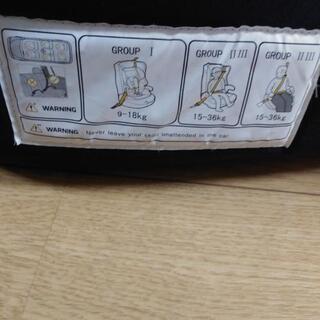 GROUP I
9-18kg
GROUP II III
15-36kg
GROUP II III
15-36kg
WARNING
WARNING
Never leave your child unattended in the car